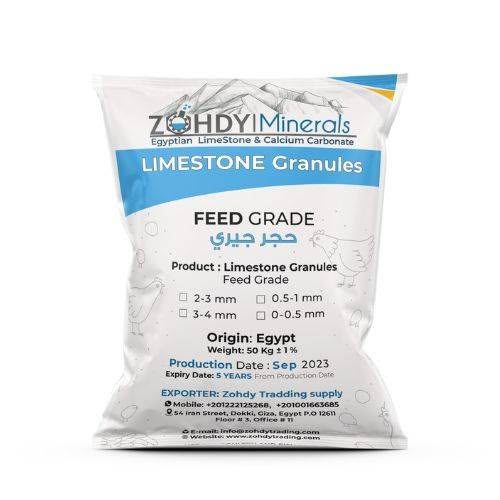 ZOHDY|Minerals
Egyptian LimeStone & Calcium Carbonate
LIMESTONE Granules
FEED GRADE
حجر جيري
Product : Limestone Granules
Feed Grade
2-3 mm 0.5-1 mm
3-4 mm 0-0.5 mm
Origin: Egypt
Weight: 50 Kg ± 1 %
Production Date : Sep 2023
Expiry Date: 5 YEARS From Production Date
EXPORTER: Zohdy Tradding supply
Mobile: +201222125268, +201001663685
54 Iran Street, Dokki, Giza, Egypt P.O 12611
Floor # 3, Office # 11
E-mail: info@zohdytrading.com
Website: www.zohdytrading.com